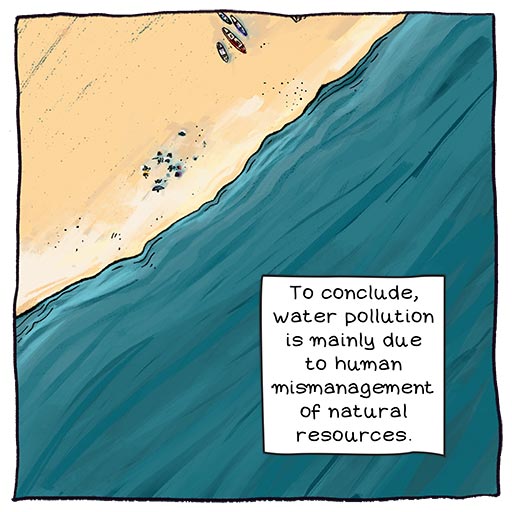 To conclude,
water pollution
is mainly due
to human
mismanagement
of natural
resources.